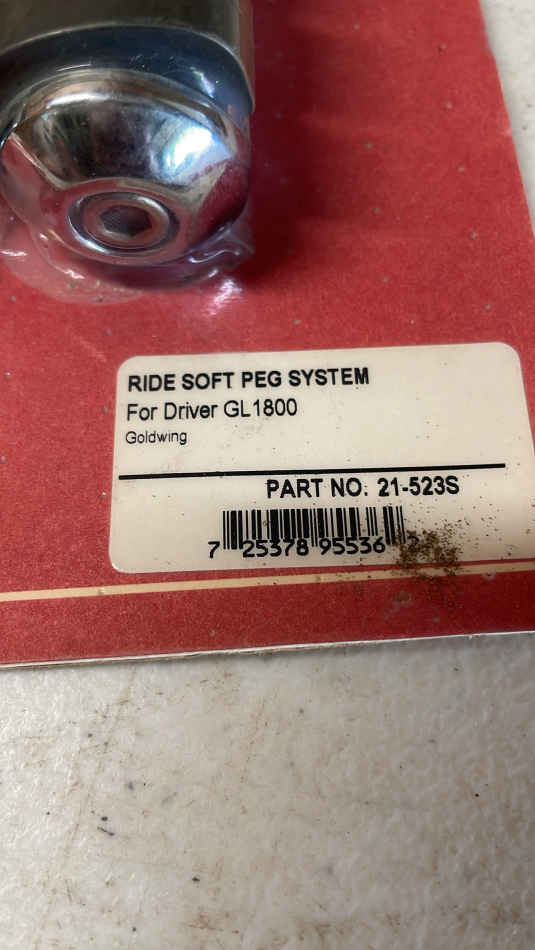 RIDE SOFT PEG SYSTEM
For Driver GL1800
Goldwing
PART NO: 21-523S
7 25378 95536